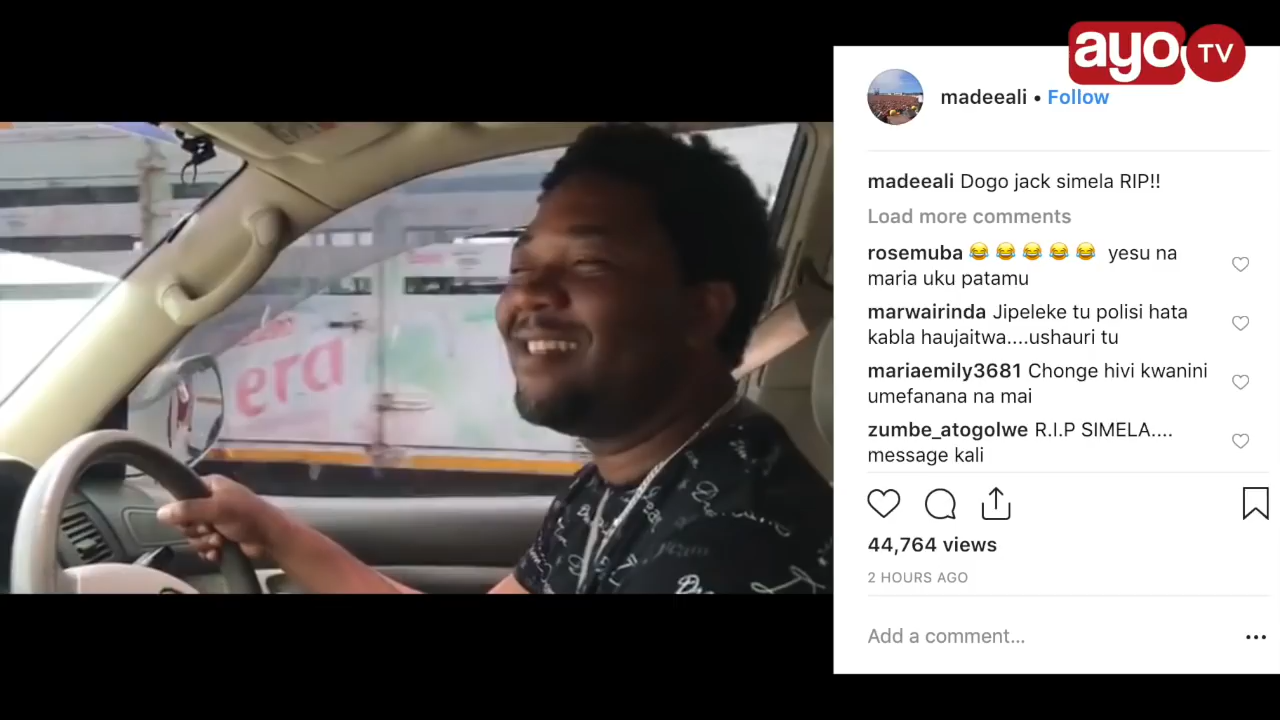 ayo TV
madeeali • Follow
madeeali Dogo jack simela RIP!!
Load more comments
rosemuba 😂 😂 😂 😂 😂 yesu na
maria uku patamu
marwairinda Jipeleke tu polisi hata
kabla haujaitwa....ushauri tu
mariaemily3681 Chonge hivi kwanini
umefanana na mai
zumbe_atogolwe R.I.P SIMELA....
message kali
44,764 views
2 HOURS AGO
Add a comment...
era